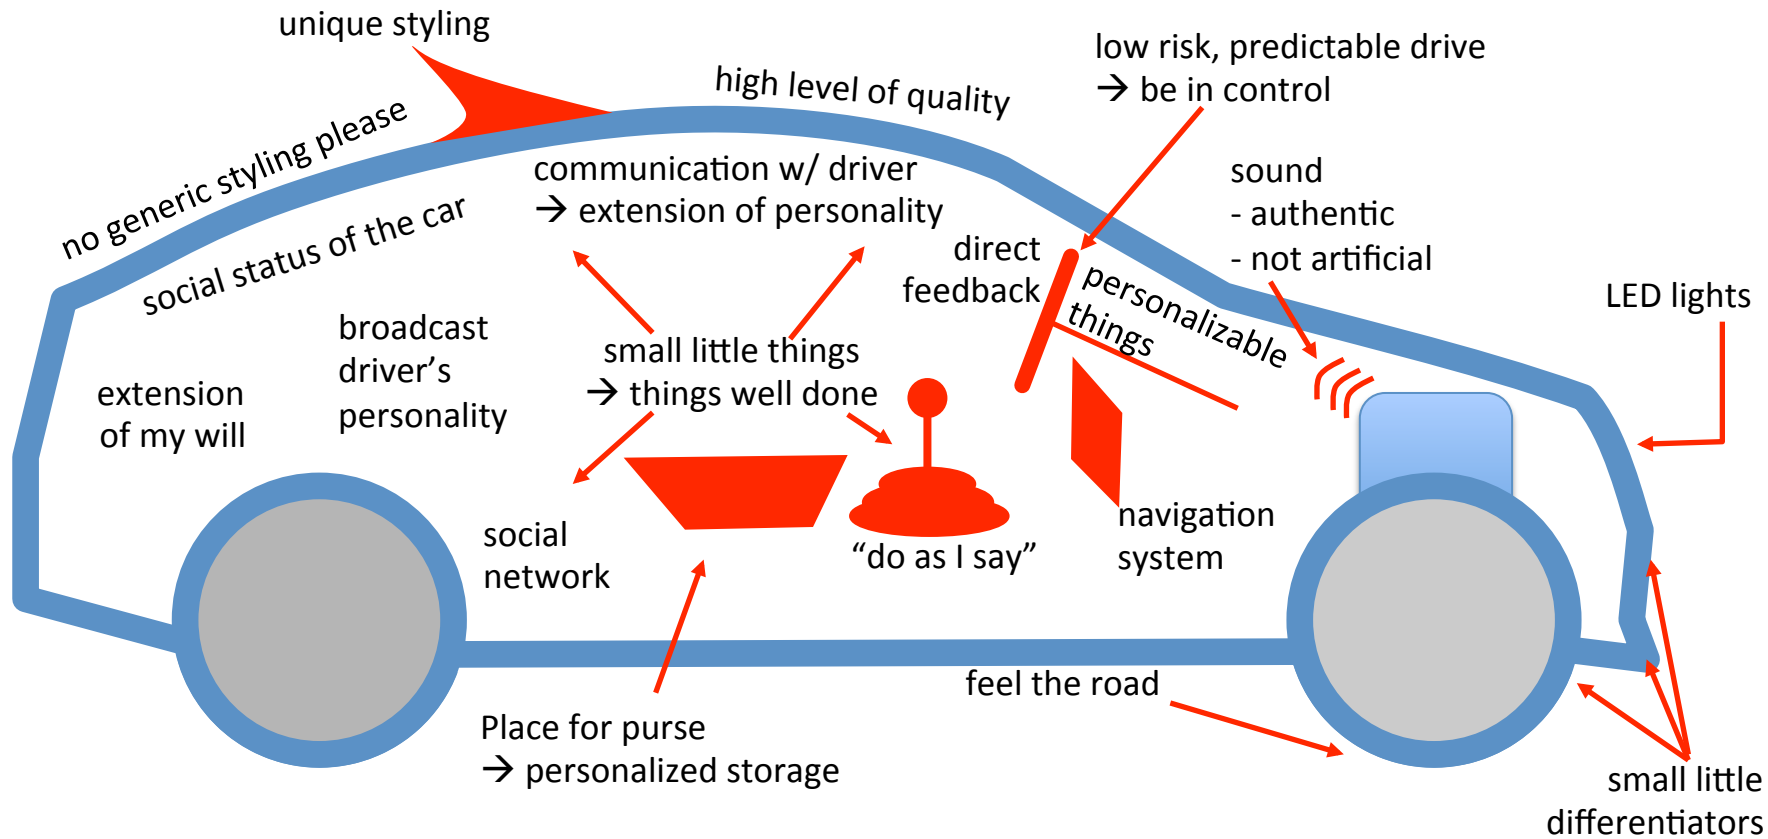 unique styling
no generic styling please
high level of quality
low risk, predictable drive
→ be in control
social status of the car
communication w/ driver
→ extension of personality
sound
- authentic
- not artificial
direct
feedback
personalizable
things
LED lights
broadcast
driver’s
personality
small little things
→ things well done
extension
of my will
social
network
“do as I say”
navigation
system
feel the road
Place for purse
→ personalized storage
small little
differentiators